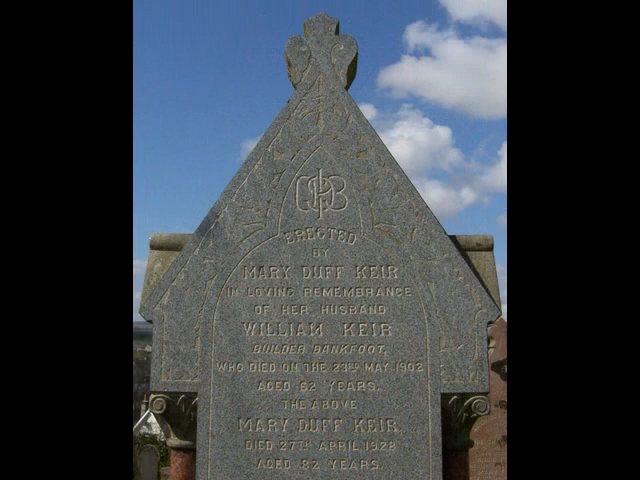 ERECTED
BY
MARY DUFF KEIR
IN LOVING REMEMBRANCE
OF HER HUSBAND
WILLIAM KEIR
BUILDER BANKFOOT,
WHO DIED ON THE 23RD MAY 1902
AGED 62 YEARS.
THE ABOVE
MARY DUFF KEIR.
DIED 27TH APRIL 1928
AGED 82 YEARS.